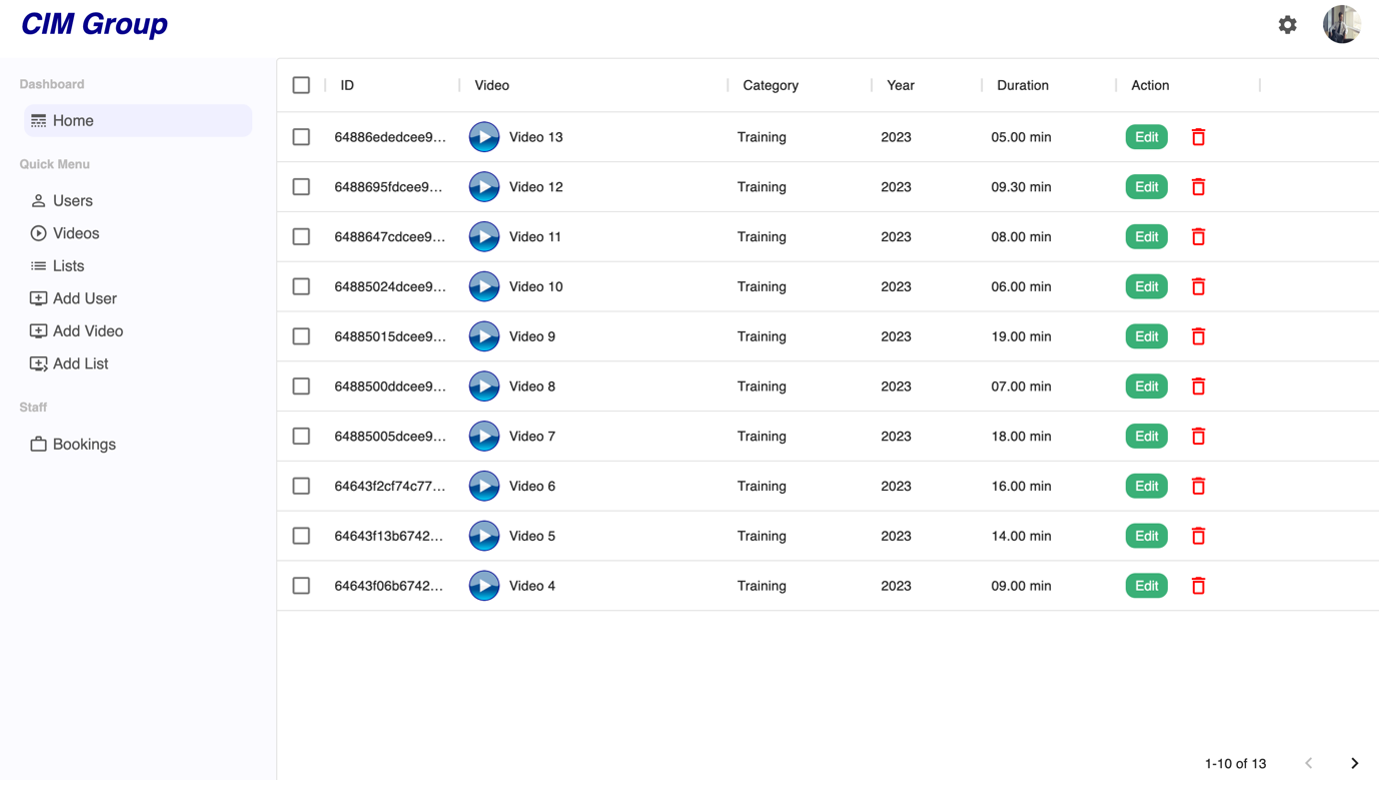 CIM Group
Dashboard
Home
Quick Menu
Users
Videos
Lists
Add User
Add Video
Add List
Staff
Bookings
ID Video Category Year Duration Action
64886ededcee9... Video 13 Training 2023 05.00 min Edit
6488695fdcee9... Video 12 Training 2023 09.30 min Edit
6488647cdcee9... Video 11 Training 2023 08.00 min Edit
64885024dcee9... Video 10 Training 2023 06.00 min Edit
64885015dcee9... Video 9 Training 2023 19.00 min Edit
6488500ddcee9... Video 8 Training 2023 07.00 min Edit
64885005dcee9... Video 7 Training 2023 18.00 min Edit
64643f2cf74c77... Video 6 Training 2023 16.00 min Edit
64643f13b6742... Video 5 Training 2023 14.00 min Edit
64643f06b6742... Video 4 Training 2023 09.00 min Edit
1-10 of 13